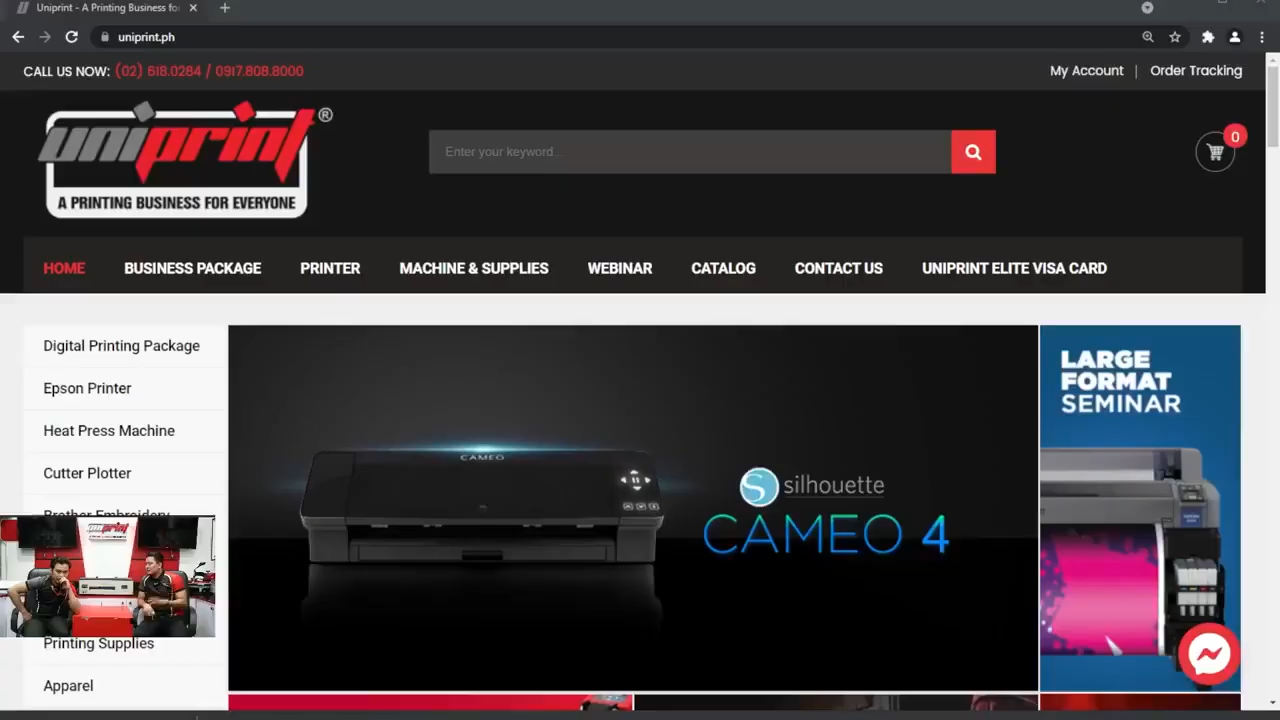 Uniprint - A Printing Business fo
uniprint.ph
CALL US NOW: (02) 618.0284 / 0917.808.8000
My Account | Order Tracking
uniprint ®
A PRINTING BUSINESS FOR EVERYONE
Enter your keyword...
0
HOME
BUSINESS PACKAGE
PRINTER
MACHINE & SUPPLIES
WEBINAR
CATALOG
CONTACT US
UNIPRINT ELITE VISA CARD
Digital Printing Package
Epson Printer
Heat Press Machine
Cutter Plotter
Brother Embroidery
Printing Supplies
Apparel
CAMEO
silhouette
CAMEO 4
LARGE
FORMAT
SEMINAR
uniprint